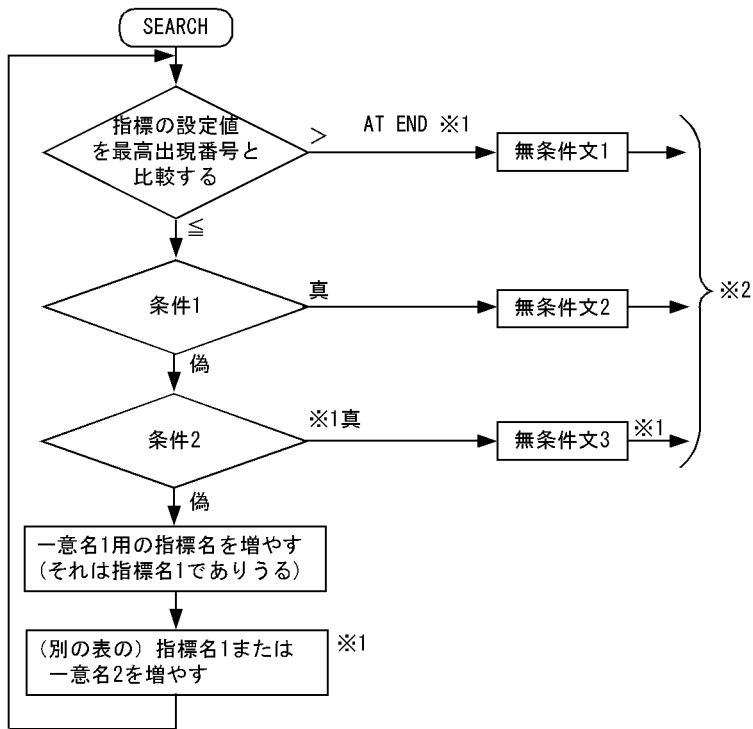 SEARCH
指標の設定値
を最高出現番号と
比較する
＞
AT END ※1
無条件文1
≦
※2
条件1
真
無条件文2
偽
条件2
※1真
無条件文3
※1
偽
一意名1用の指標名を増やす
(それは指標名1でありうる)
(別の表の) 指標名1または
一意名2を増やす
※1